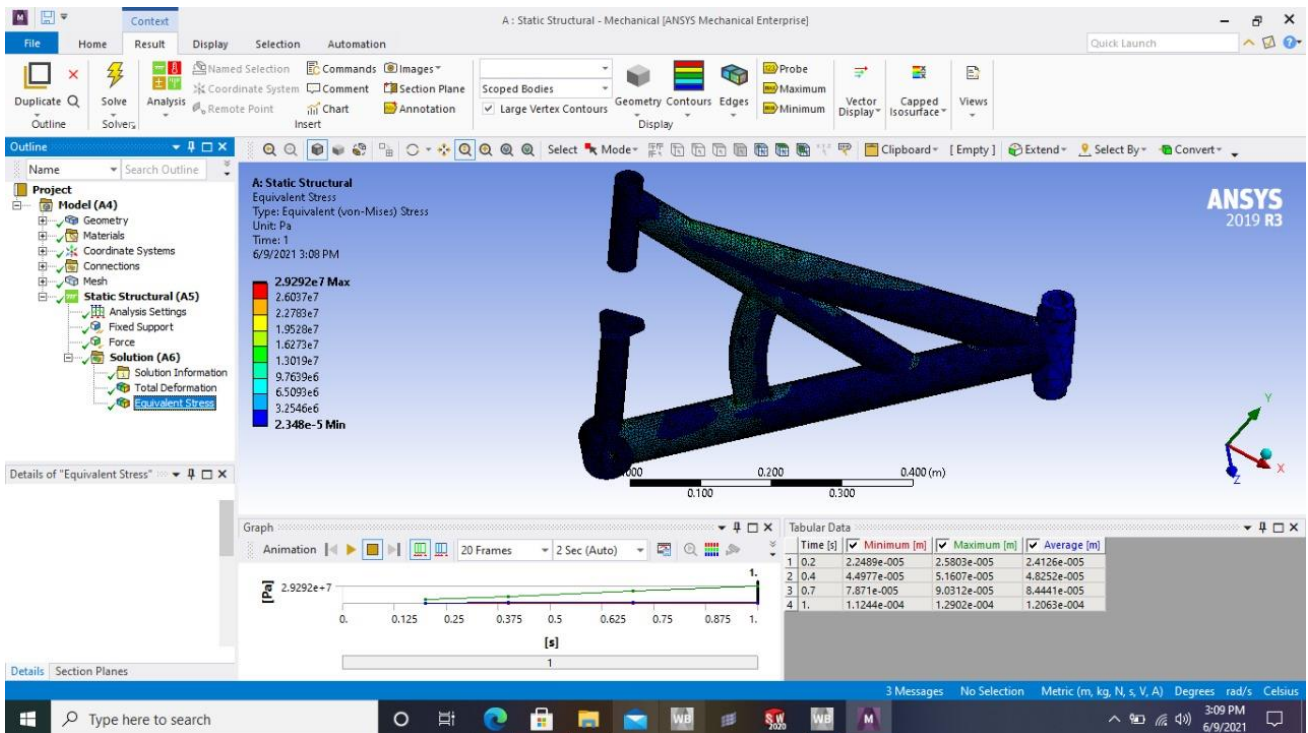 Context
A : Static Structural - Mechanical [ANSYS Mechanical Enterprise]
File Home Result Display Selection Automation
Quick Launch
Duplicate Q
Outline
Solve
Solvers
Analysis
Named Selection
Coordinate System
Remote Point
Commands
Comment
Chart
Images
Section Plane
Annotation
Insert
Scoped Bodies
Large Vertex Contours
Geometry
Contours
Edges
Display
Probe
Maximum
Minimum
Vector
Display
Capped
Isosurface
Views
Outline
Name
Search Outline
Select Mode
Clipboard [ Empty ] Extend Select By Convert
Project
Model (A4)
Geometry
Materials
Coordinate Systems
Connections
Mesh
Static Structural (A5)
Analysis Settings
Fixed Support
Force
Solution (A6)
Solution Information
Total Deformation
Equivalent Stress
Details of "Equivalent Stress"
Details Section Planes
A: Static Structural
Equivalent Stress
Type: Equivalent (von-Mises) Stress
Unit: Pa
Time: 1
6/9/2021 3:08 PM
2.9292e7 Max
2.6037e7
2.2783e7
1.9528e7
1.6273e7
1.3019e7
9.7639e6
6.5093e6
3.2546e6
2.348e-5 Min
ANSYS
2019 R3
Y
X
Z
000 0.200 0.400 (m)
0.100 0.300
Graph
Animation 20 Frames 2 Sec (Auto)
1.
[Pa]
2.9292e+7
0. 0.125 0.25 0.375 0.5 0.625 0.75 0.875 1.
[s]
1
Tabular Data
Time [s] Minimum [m] Maximum [m] Average [m]
1 0.2 2.2489e-005 2.5803e-005 2.4126e-005
2 0.4 4.4977e-005 5.1607e-005 4.8252e-005
3 0.7 7.871e-005 9.0312e-005 8.4441e-005
4 1. 1.1244e-004 1.2902e-004 1.2063e-004
3 Messages No Selection Metric (m, kg, N, s, V, A) Degrees rad/s Celsius
Type here to search
WB
SW
2020
WB
M
3:09 PM
6/9/2021